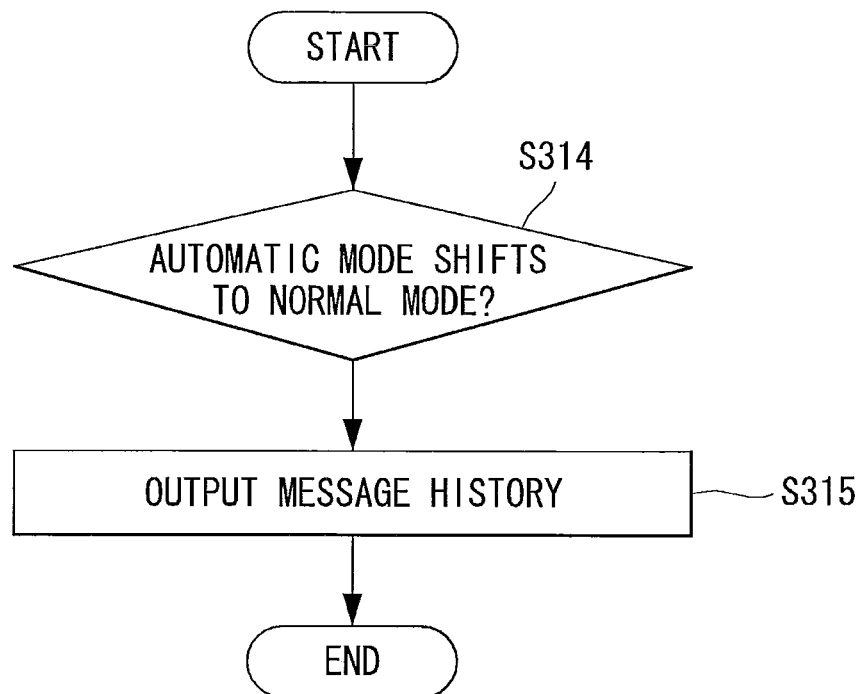 START
S314
AUTOMATIC MODE SHIFTS
TO NORMAL MODE?
OUTPUT MESSAGE HISTORY
S315
END